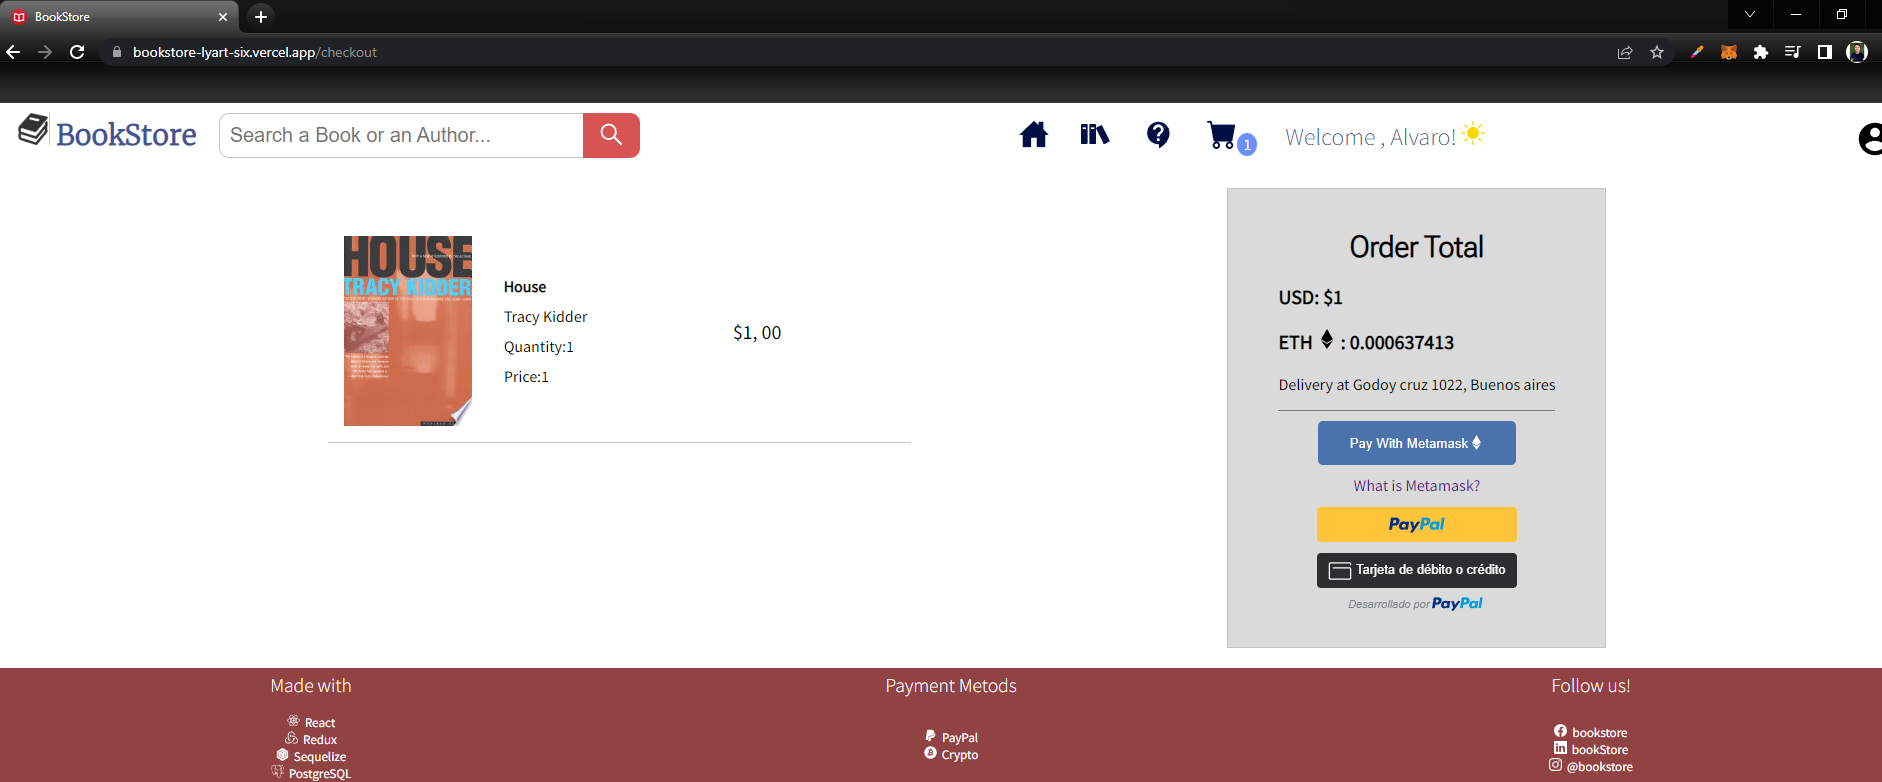 BookStore
bookstore-lyart-six.vercel.app/checkout
BookStore
Search a Book or an Author...
1
Welcome , Alvaro!
HOUSE
TRACY KIDDER
House
Tracy Kidder
Quantity:1
Price:1
$1, 00
Order Total
USD: $1
ETH : 0.000637413
Delivery at Godoy cruz 1022, Buenos aires
Pay With Metamask
What is Metamask?
PayPal
Tarjeta de débito o crédito
Desarrollado por PayPal
Made with
React
Redux
Sequelize
PostgreSQL
Payment Metods
PayPal
Crypto
Follow us!
bookstore
bookStore
@bookstore